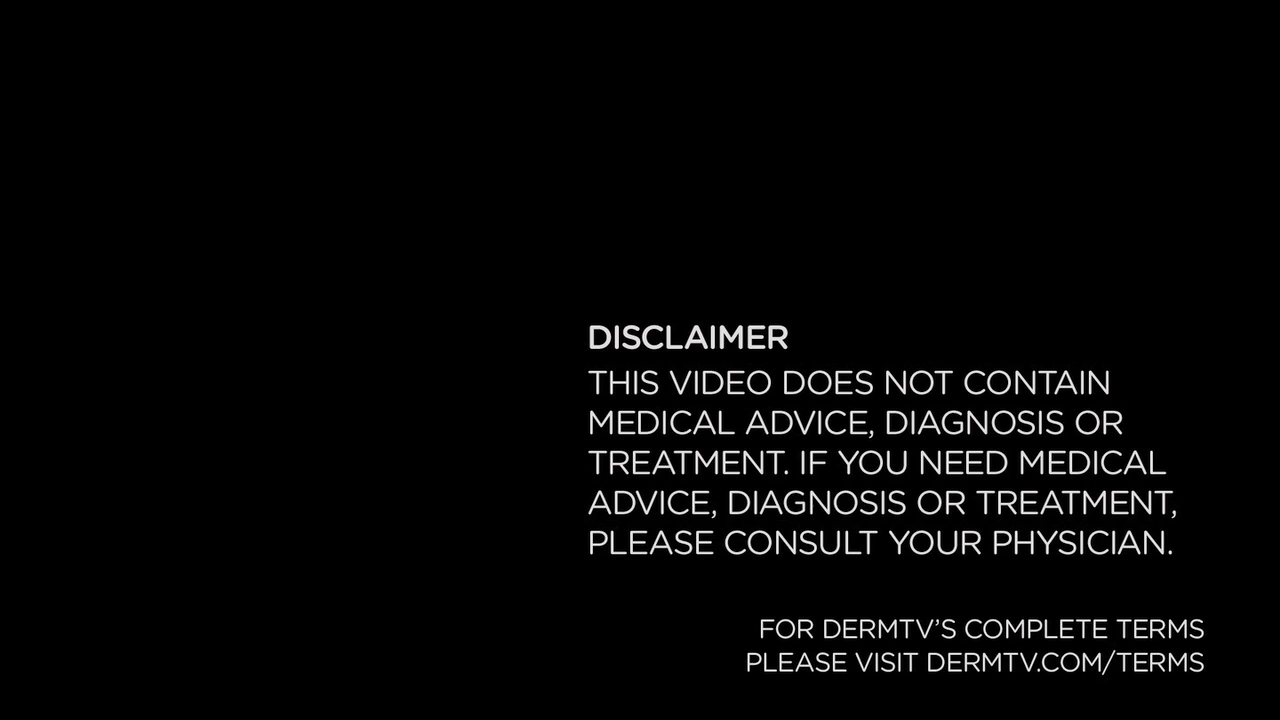 DISCLAIMER
THIS VIDEO DOES NOT CONTAIN
MEDICAL ADVICE, DIAGNOSIS OR
TREATMENT. IF YOU NEED MEDICAL
ADVICE, DIAGNOSIS OR TREATMENT,
PLEASE CONSULT YOUR PHYSICIAN.
FOR DERMTV’S COMPLETE TERMS
PLEASE VISIT DERMTV.COM/TERMS